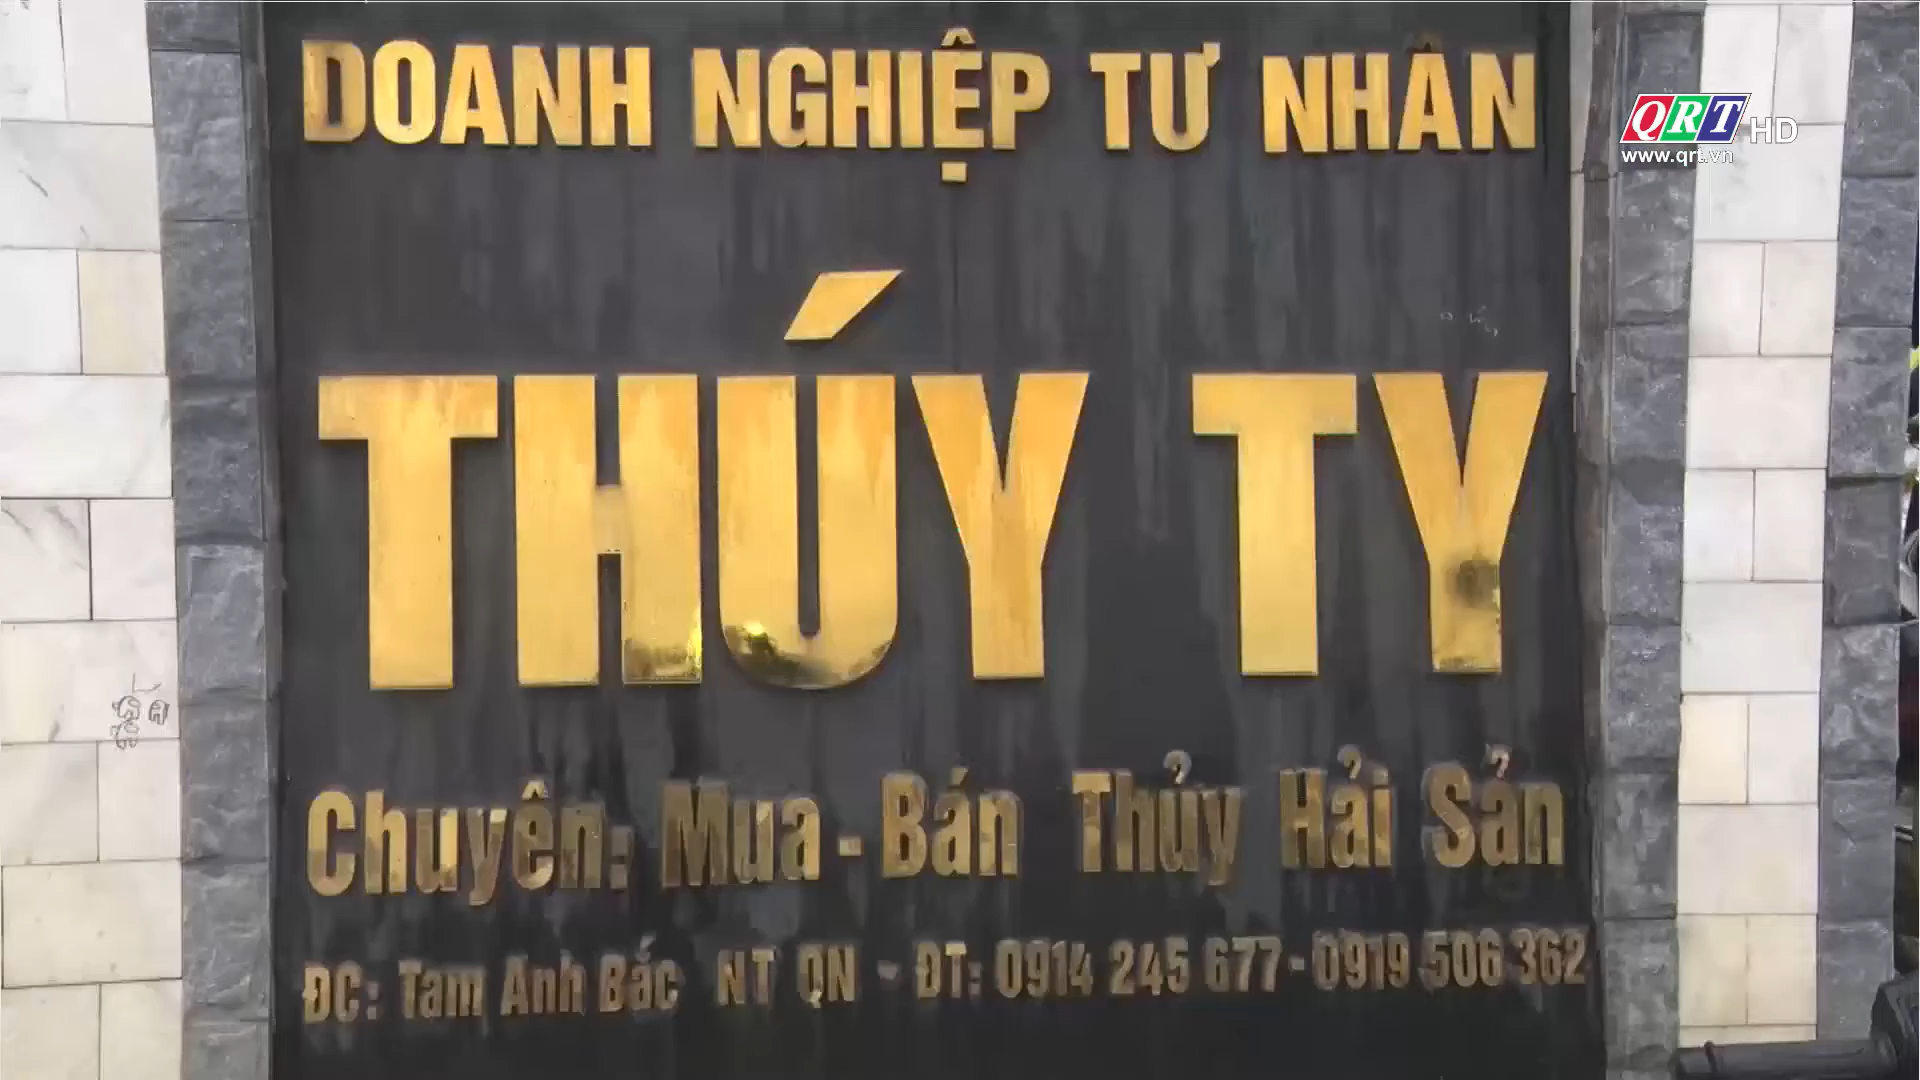 DOANH NGHIỆP TƯ NHÂN
QRT HD
www.qrt.vn
THÚY TY
Chuyên: Mua - Bán Thủy Hải Sản
ĐC: Tam Anh Bắc NT QN - ĐT: 0914 245 677 - 0919 506 362